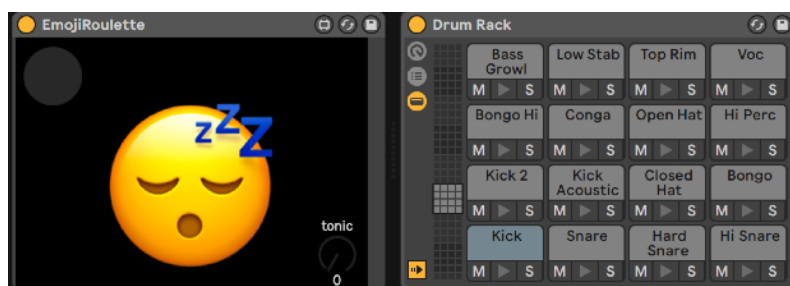 EmojiRoulette
zzZ
tonic
0
Drum Rack
Bass Growl
Low Stab
Top Rim
Voc
M S M S M S M S
Bongo Hi
Conga
Open Hat
Hi Perc
M S M S M S M S
Kick 2
Kick Acoustic
Closed Hat
Bongo
M S M S M S M S
Kick
Snare
Hard Snare
Hi Snare
M S M S M S M S